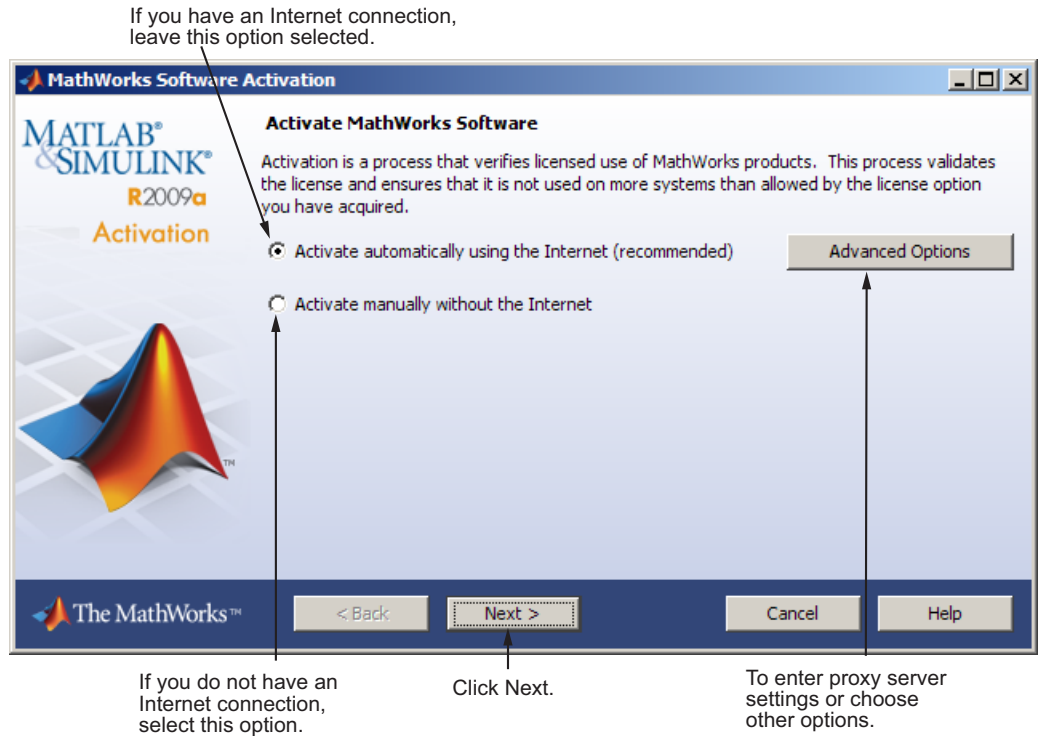 If you have an Internet connection,
leave this option selected.
MathWorks Software Activation
MATLAB®
&SIMULINK®
R2009a
Activation
Activate MathWorks Software
Activation is a process that verifies licensed use of MathWorks products. This process validates
the license and ensures that it is not used on more systems than allowed by the license option
you have acquired.
Activate automatically using the Internet (recommended)
Advanced Options
Activate manually without the Internet
TM
The MathWorks™
< Back
Next >
Cancel
Help
If you do not have an
Internet connection,
select this option.
Click Next.
To enter proxy server
settings or choose
other options.